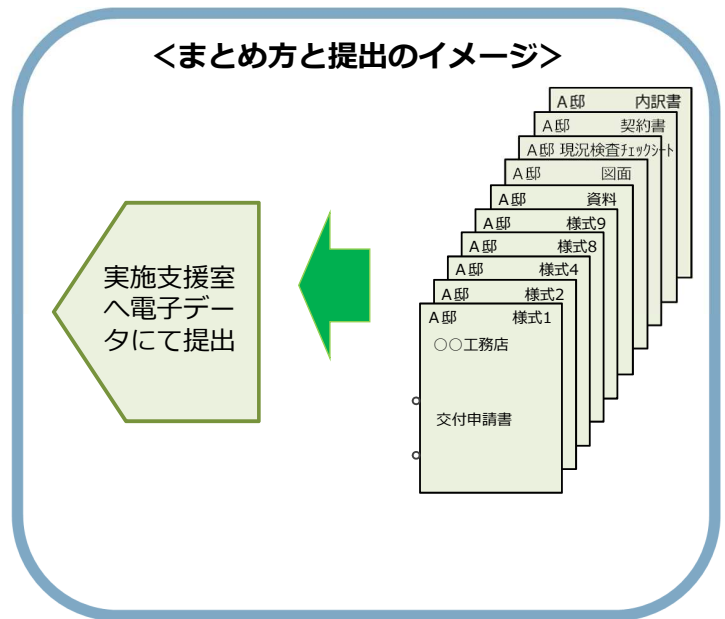 <まとめ方と提出のイメージ>
A邸 内訳書
A邸 契約書
A邸 現況検査チェックシート
A邸 図面
A邸 資料
A邸 様式9
A邸 様式8
A邸 様式4
A邸 様式2
A邸 様式1
○○工務店
交付申請書
実施支援室
へ電子デー
タにて提出